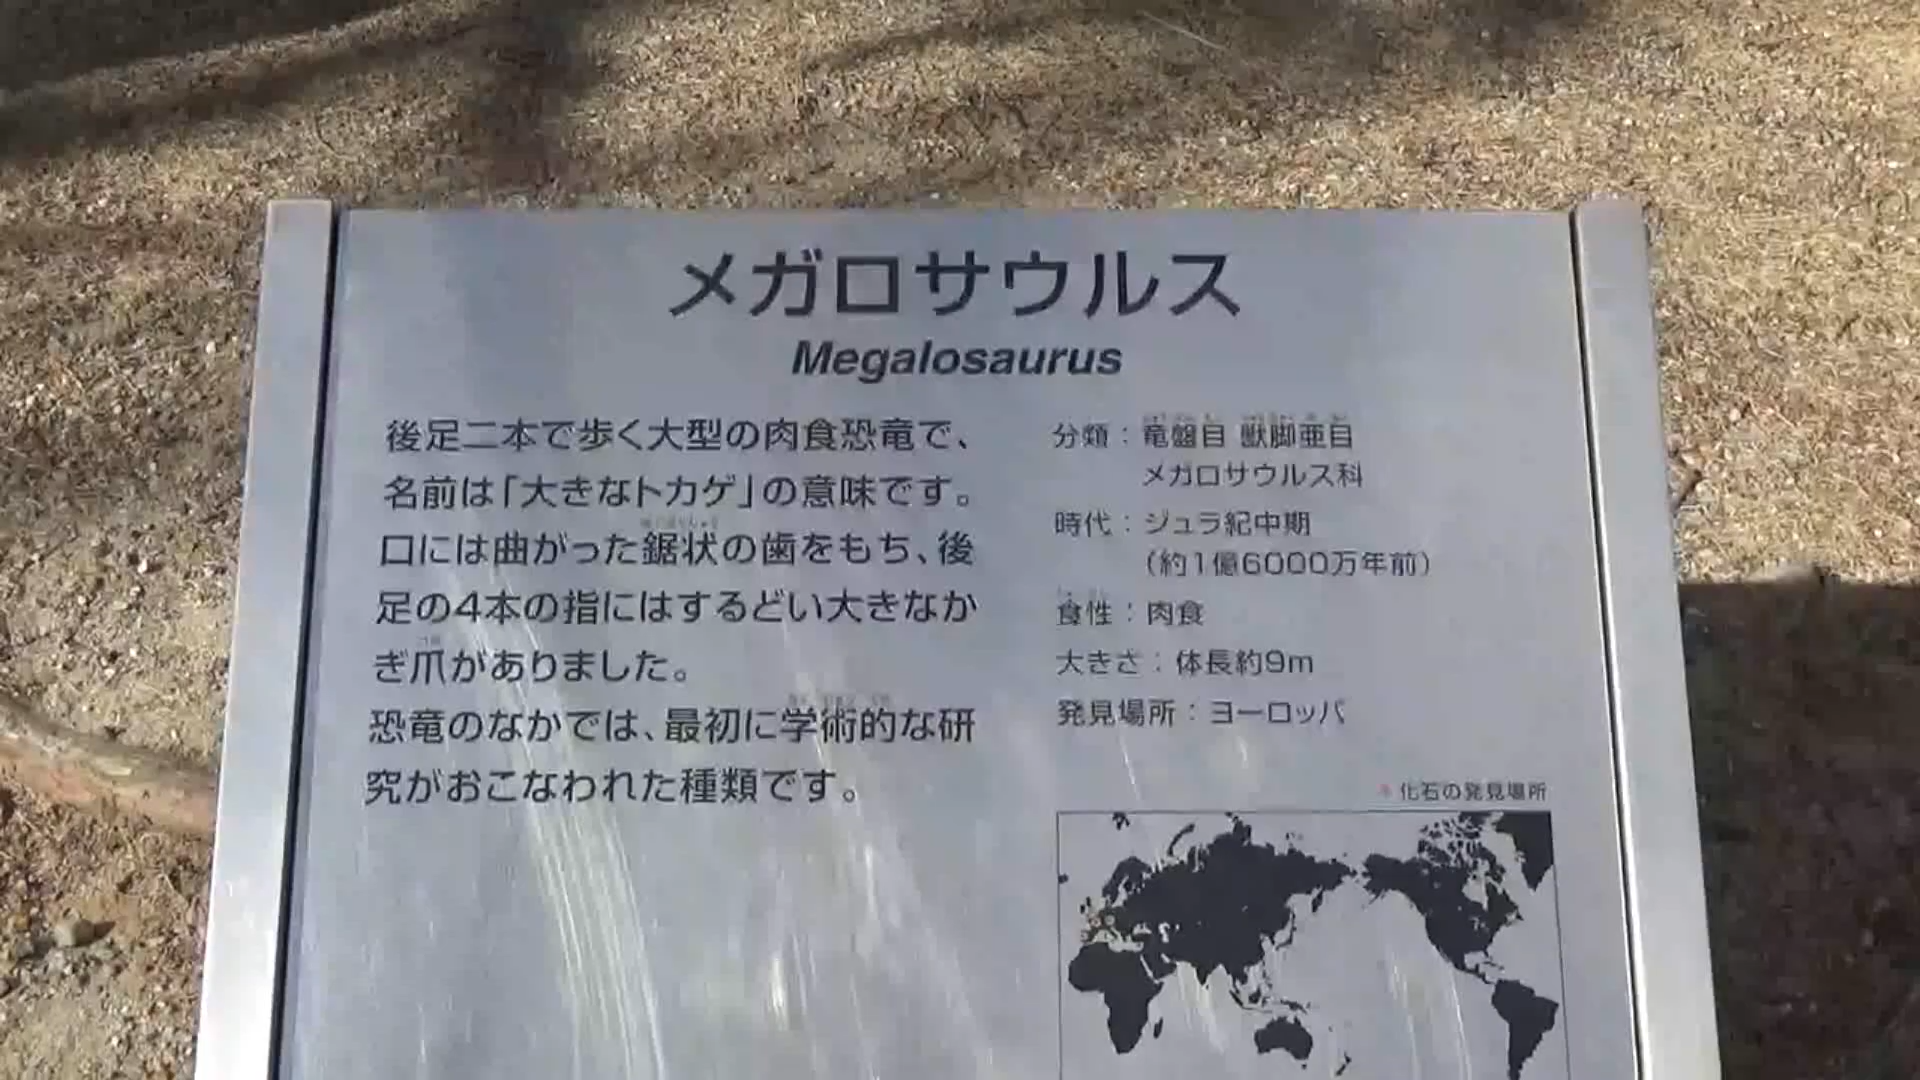 メガロサウルス
Megalosaurus
後足二本で歩く大型の肉食恐竜で、
名前は「大きなトカゲ」の意味です。
口には曲がった鋸状の歯をもち、後
足の4本の指にはするどい大きなか
ぎ爪がありました。
恐竜のなかでは、最初に学術的な研
究がおこなわれた種類です。
分類：竜盤目 獣脚亜目
メガロサウルス科
時代：ジュラ紀中期
（約1億6000万年前）
食性：肉食
大きさ：体長約9m
発見場所：ヨーロッパ
化石の発見場所